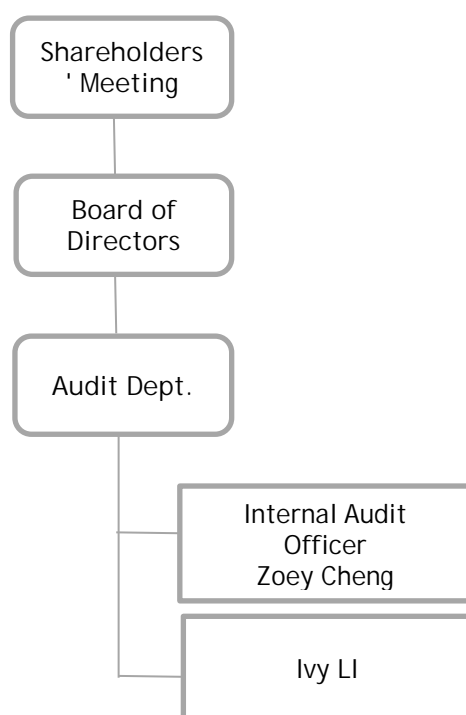 Shareholders
' Meeting
Board of
Directors
Audit Dept.
Internal Audit
Officer
Zoey Cheng
Ivy LI